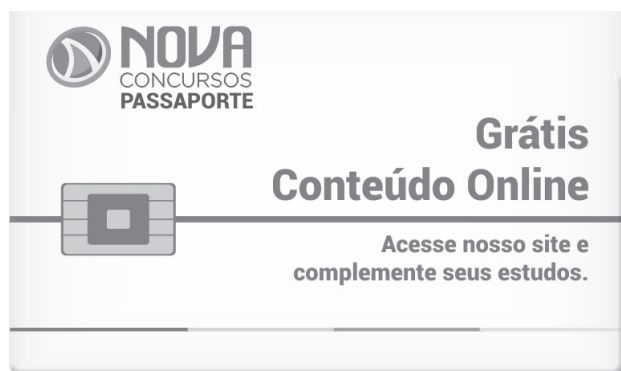 NOVA
CONCURSOS
PASSAPORTE
Grátis
Conteúdo Online
Acesse nosso site e
complemente seus estudos.